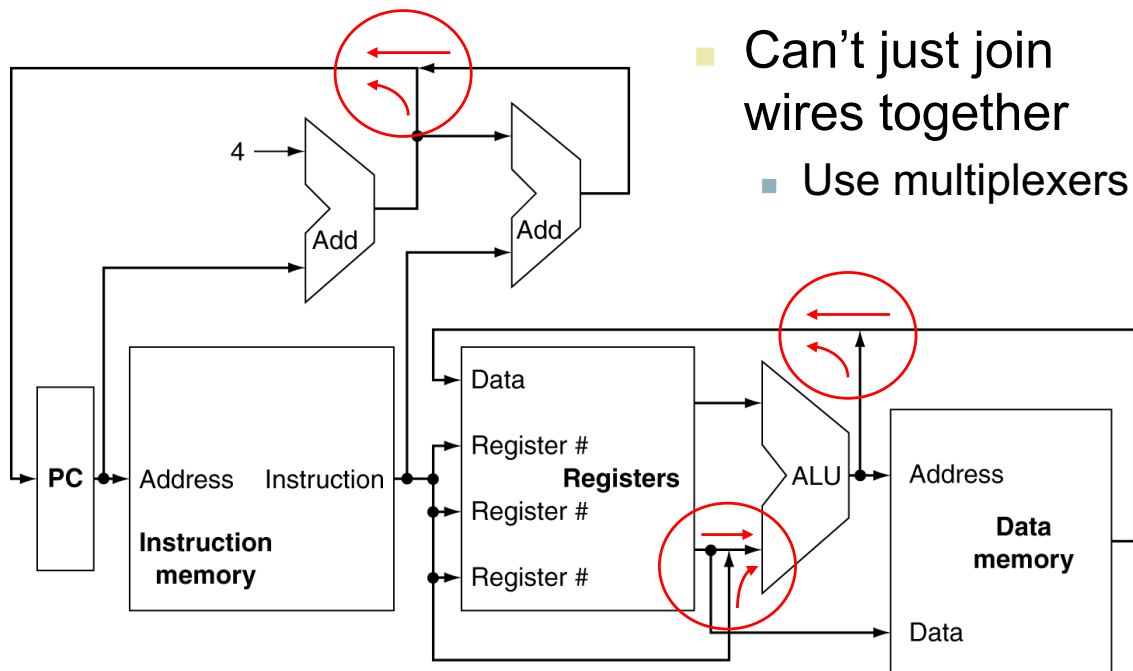 Can’t just join
wires together
Use multiplexers
4
Add
Add
PC
Address
Instruction
Instruction
memory
Data
Register #
Registers
Register #
Register #
ALU
Address
Data
memory
Data